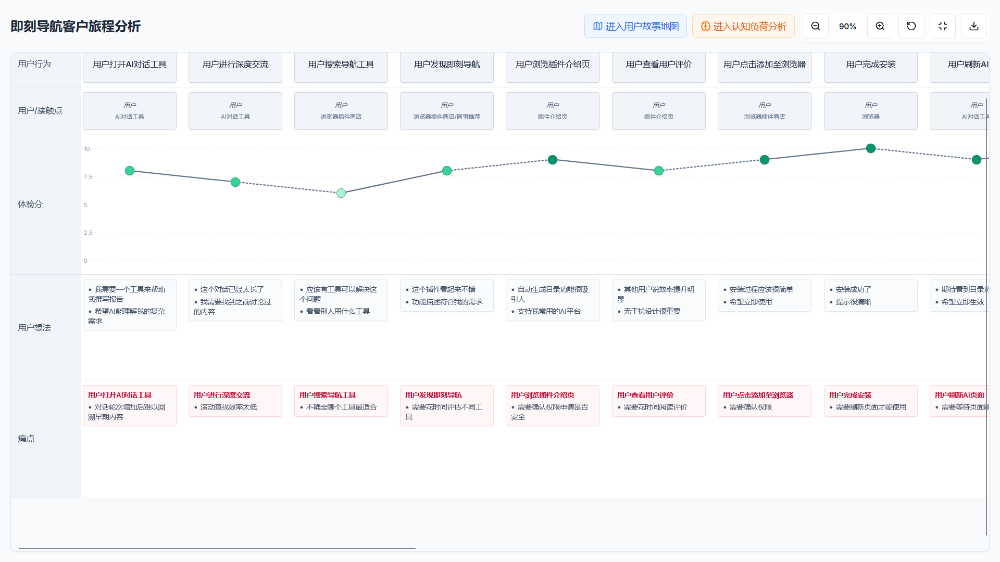 即刻导航客户旅程分析
进入用户故事地图
进入认知负荷分析
90%
用户行为
用户打开AI对话工具
用户进行深度交流
用户搜索导航工具
用户发现即刻导航
用户浏览插件介绍页
用户查看用户评价
用户点击添加至浏览器
用户完成安装
用户刷新AI
用户/接触点
用户
AI对话工具
用户
AI对话工具
用户
浏览器插件商店
用户
浏览器插件商店/同事推荐
用户
插件介绍页
用户
插件介绍页
用户
浏览器插件商店
用户
浏览器
用户
AI对话工具
体验分
10
7.5
5
2.5
0
用户想法
• 我需要一个工具来帮助
我撰写报告
• 希望AI能理解我的复杂
需求
• 这个对话已经太长了
• 我需要找到之前讨论过
的内容
• 应该有工具可以解决这
个问题
• 看看别人用什么工具
• 这个插件看起来不错
• 功能描述符合我的需求
• 自动生成目录功能很吸
引人
• 支持我常用的AI平台
• 其他用户说效率提升明
显
• 无干扰设计很重要
• 安装过程应该很简单
• 希望立即使用
• 安装成功了
• 提示很清晰
• 期待看到目录功
• 希望立即生效
痛点
用户打开AI对话工具
• 对话轮次增加后难以回
溯早期内容
用户进行深度交流
• 滚动查找效率太低
用户搜索导航工具
• 不确定哪个工具最适合
用户发现即刻导航
• 需要花时间评估不同工
具
用户浏览插件介绍页
• 需要确认权限申请是否
安全
用户查看用户评价
• 需要花时间阅读评价
用户点击添加至浏览器
• 需要确认权限
用户完成安装
• 需要刷新页面才能使用
用户刷新AI页面
• 需要等待页面刷